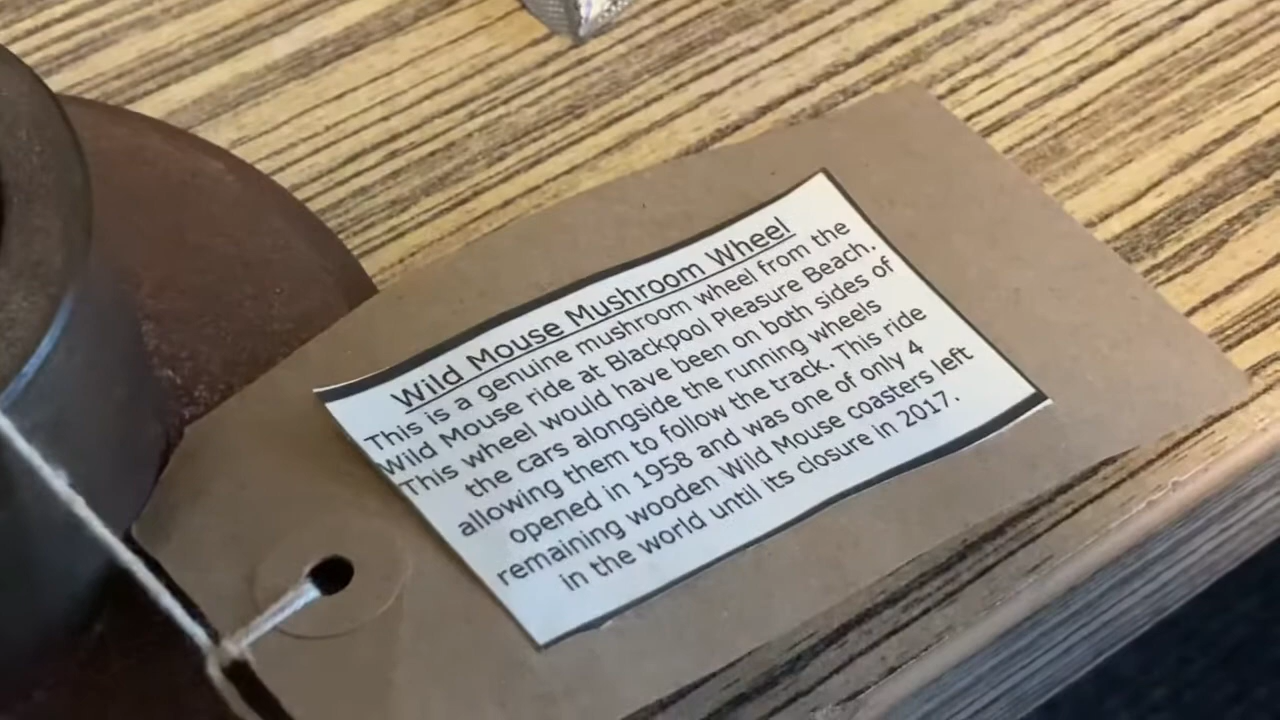 Wild Mouse Mushroom Wheel
This is a genuine mushroom wheel from the
Wild Mouse ride at Blackpool Pleasure Beach.
This wheel would have been on both sides of
the cars alongside the running wheels
allowing them to follow the track. This ride
opened in 1958 and was one of only 4
remaining wooden Wild Mouse coasters left
in the world until its closure in 2017.